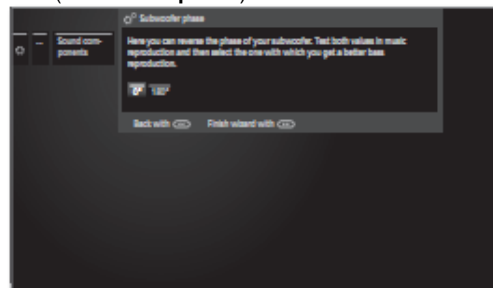 Subwoofer phase
Sound com-
ponents
Here you can reverse the phase of your subwoofer. Test both values in music
reproduction and then select the one with which you get a better bass
reproduction.
0° 180°
Back with Finish wizard with